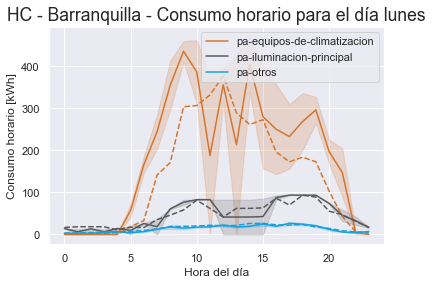 HC - Barranquilla - Consumo horario para el día lunes
pa-equipos-de-climatizacion
pa-iluminacion-principal
pa-otros
Consumo horario [kWh]
400
300
200
100
0
0 5 10 15 20
Hora del día